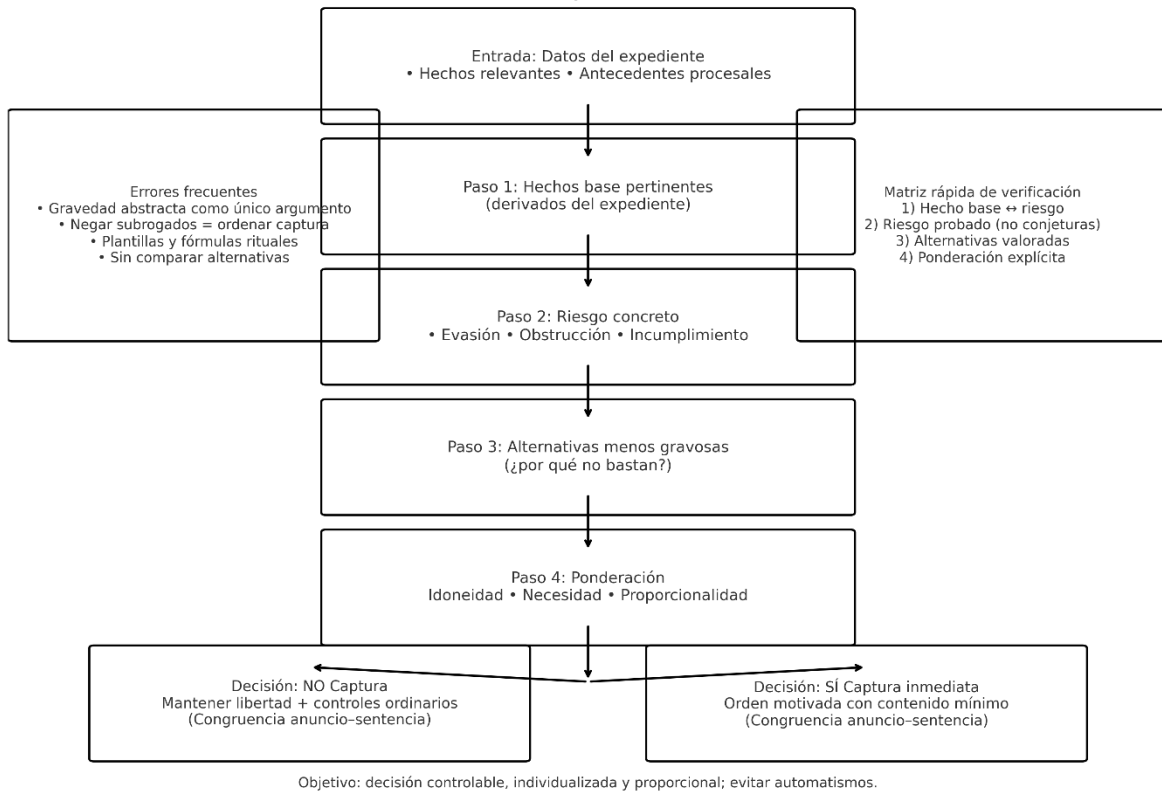 Entrada: Datos del expediente
• Hechos relevantes • Antecedentes procesales
Errores frecuentes
• Gravedad abstracta como único argumento
• Negar subrogados = ordenar captura
• Plantillas y fórmulas rituales
• Sin comparar alternativas
Paso 1: Hechos base pertinentes
(derivados del expediente)
Matriz rápida de verificación
1) Hecho base ↔ riesgo
2) Riesgo probado (no conjeturas)
3) Alternativas valoradas
4) Ponderación explícita
Paso 2: Riesgo concreto
• Evasión • Obstrucción • Incumplimiento
Paso 3: Alternativas menos gravosas
(¿por qué no bastan?)
Paso 4: Ponderación
Idoneidad • Necesidad • Proporcionalidad
Decisión: NO Captura
Mantener libertad + controles ordinarios
(Congruencia anuncio–sentencia)
Decisión: SÍ Captura inmediata
Orden motivada con contenido mínimo
(Congruencia anuncio–sentencia)
Objetivo: decisión controlable, individualizada y proporcional; evitar automatismos.